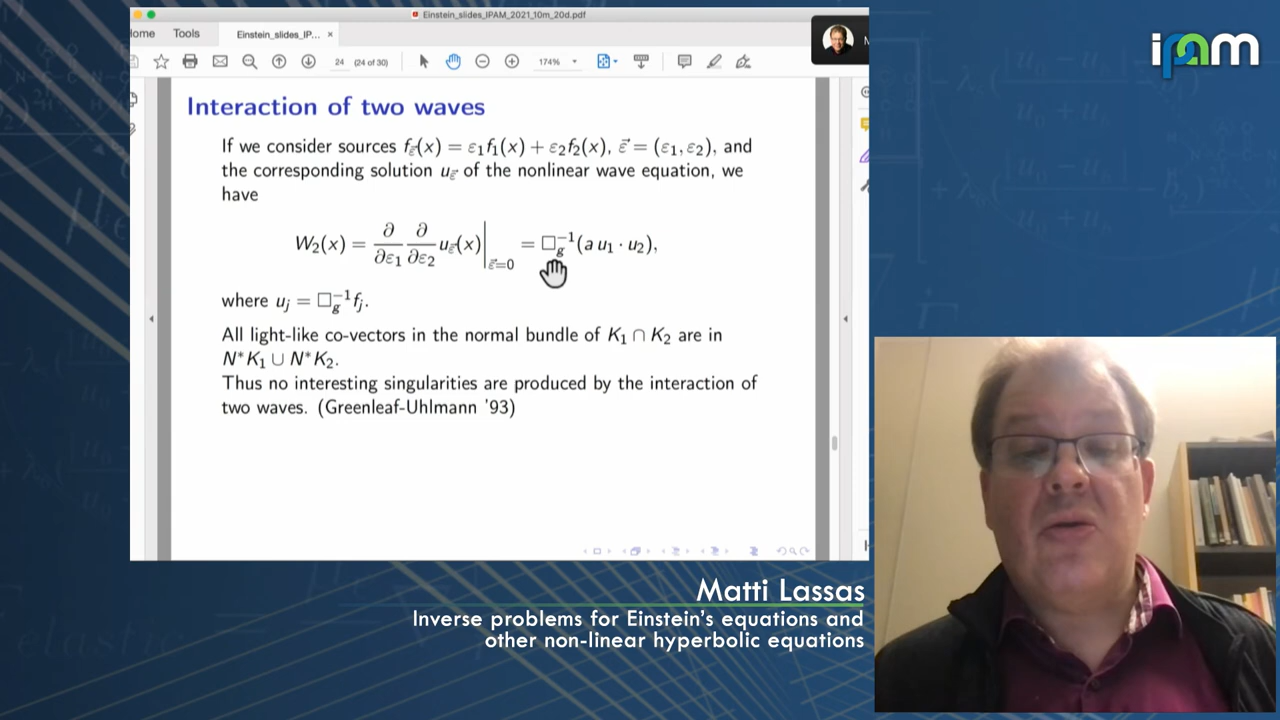 Einstein_slides_IPAM_2021_10m_20d.pdf
ome Tools Einstein_slides_IP... ×
24 (24 of 30) 174%
Interaction of two waves
If we consider sources f_ε⃗(x) = ε₁f₁(x) + ε₂f₂(x), ε⃗ = (ε₁, ε₂), and
the corresponding solution u_ε⃗ of the nonlinear wave equation, we
have
W₂(x) = ∂/∂ε₁ ∂/∂ε₂ u_ε⃗(x)|_ε⃗=0 = □_g⁻¹(a u₁ · u₂),
where u_j = □_g⁻¹f_j.
All light-like co-vectors in the normal bundle of K₁ ∩ K₂ are in
N*K₁ ∪ N*K₂.
Thus no interesting singularities are produced by the interaction of
two waves. (Greenleaf-Uhlmann '93)
ipam
Matti Lassas
Inverse problems for Einstein's equations and
other non-linear hyperbolic equations